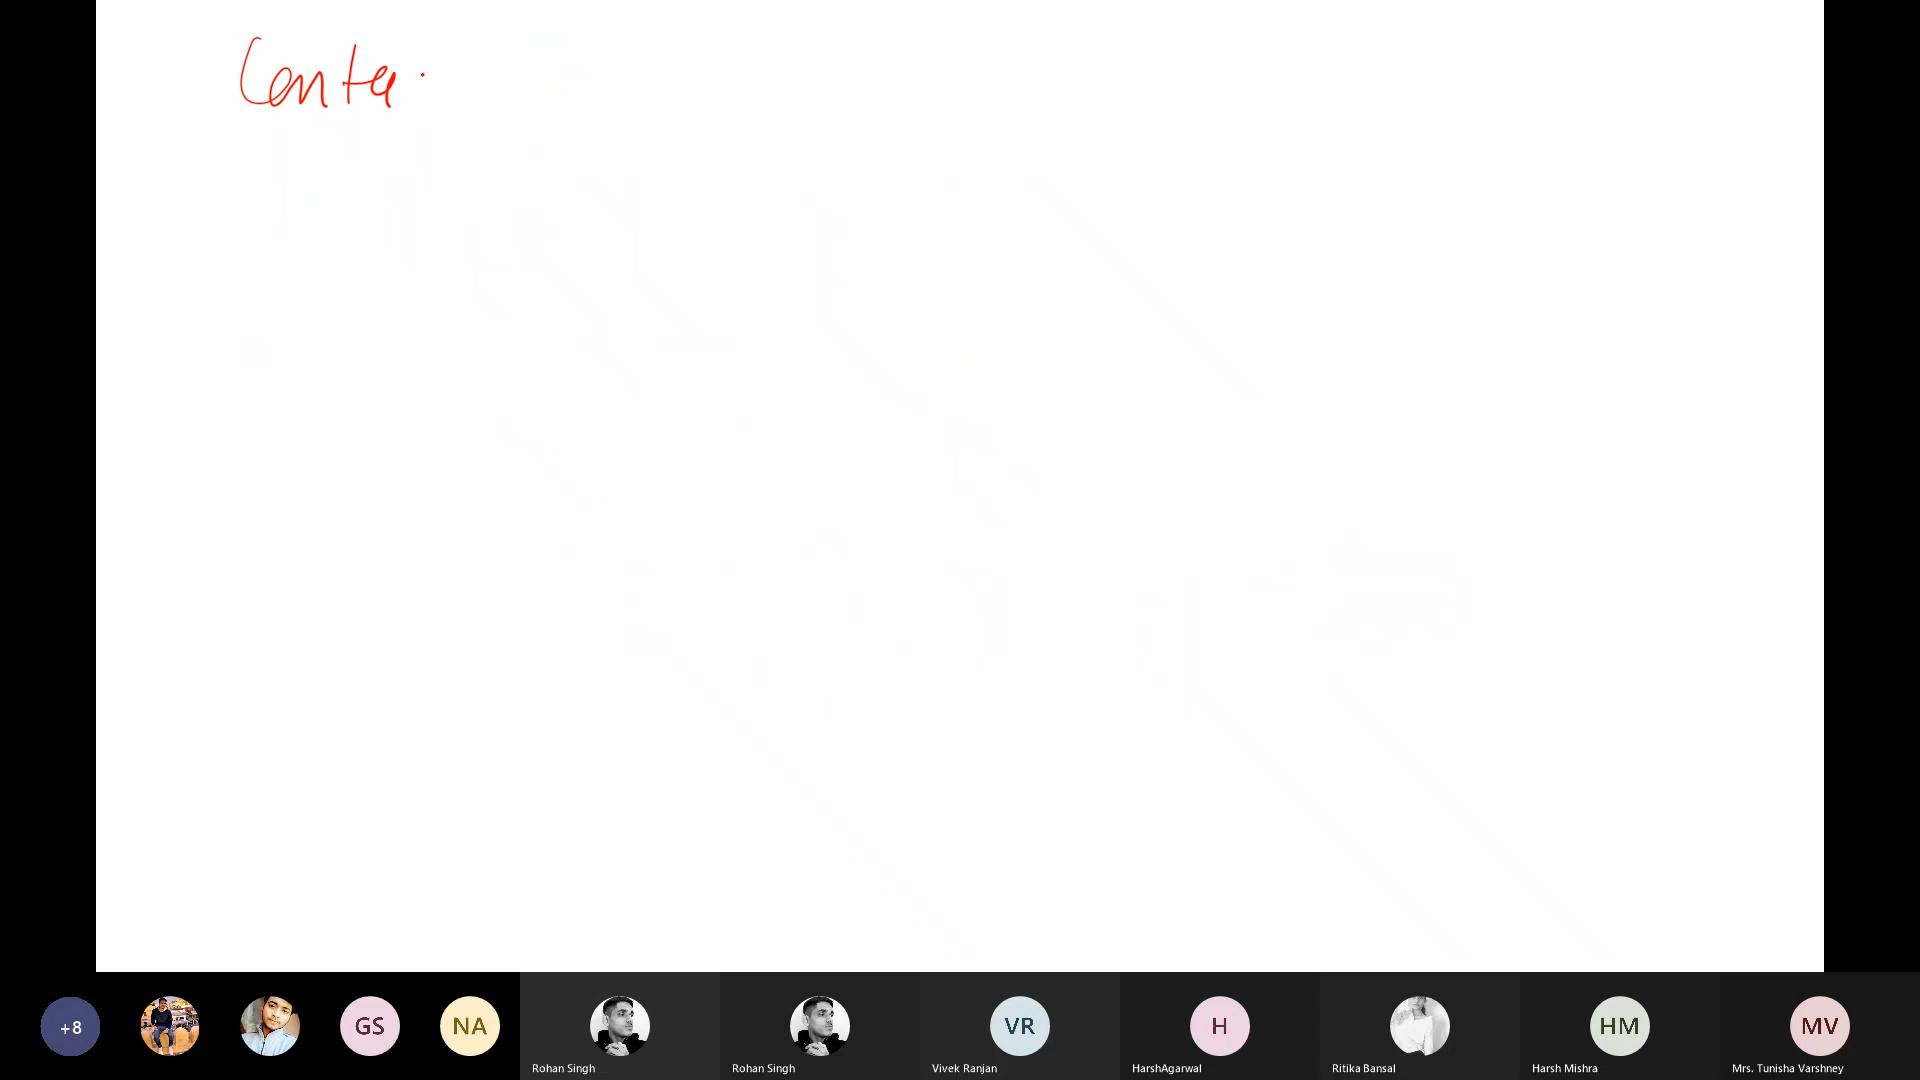 Conte
+8
GS
NA
VR
H
HM
MV
Rohan Singh
Rohan Singh
Vivek Ranjan
HarshAgarwal
Ritika Bansal
Harsh Mishra
Mrs. Tunisha Varshney